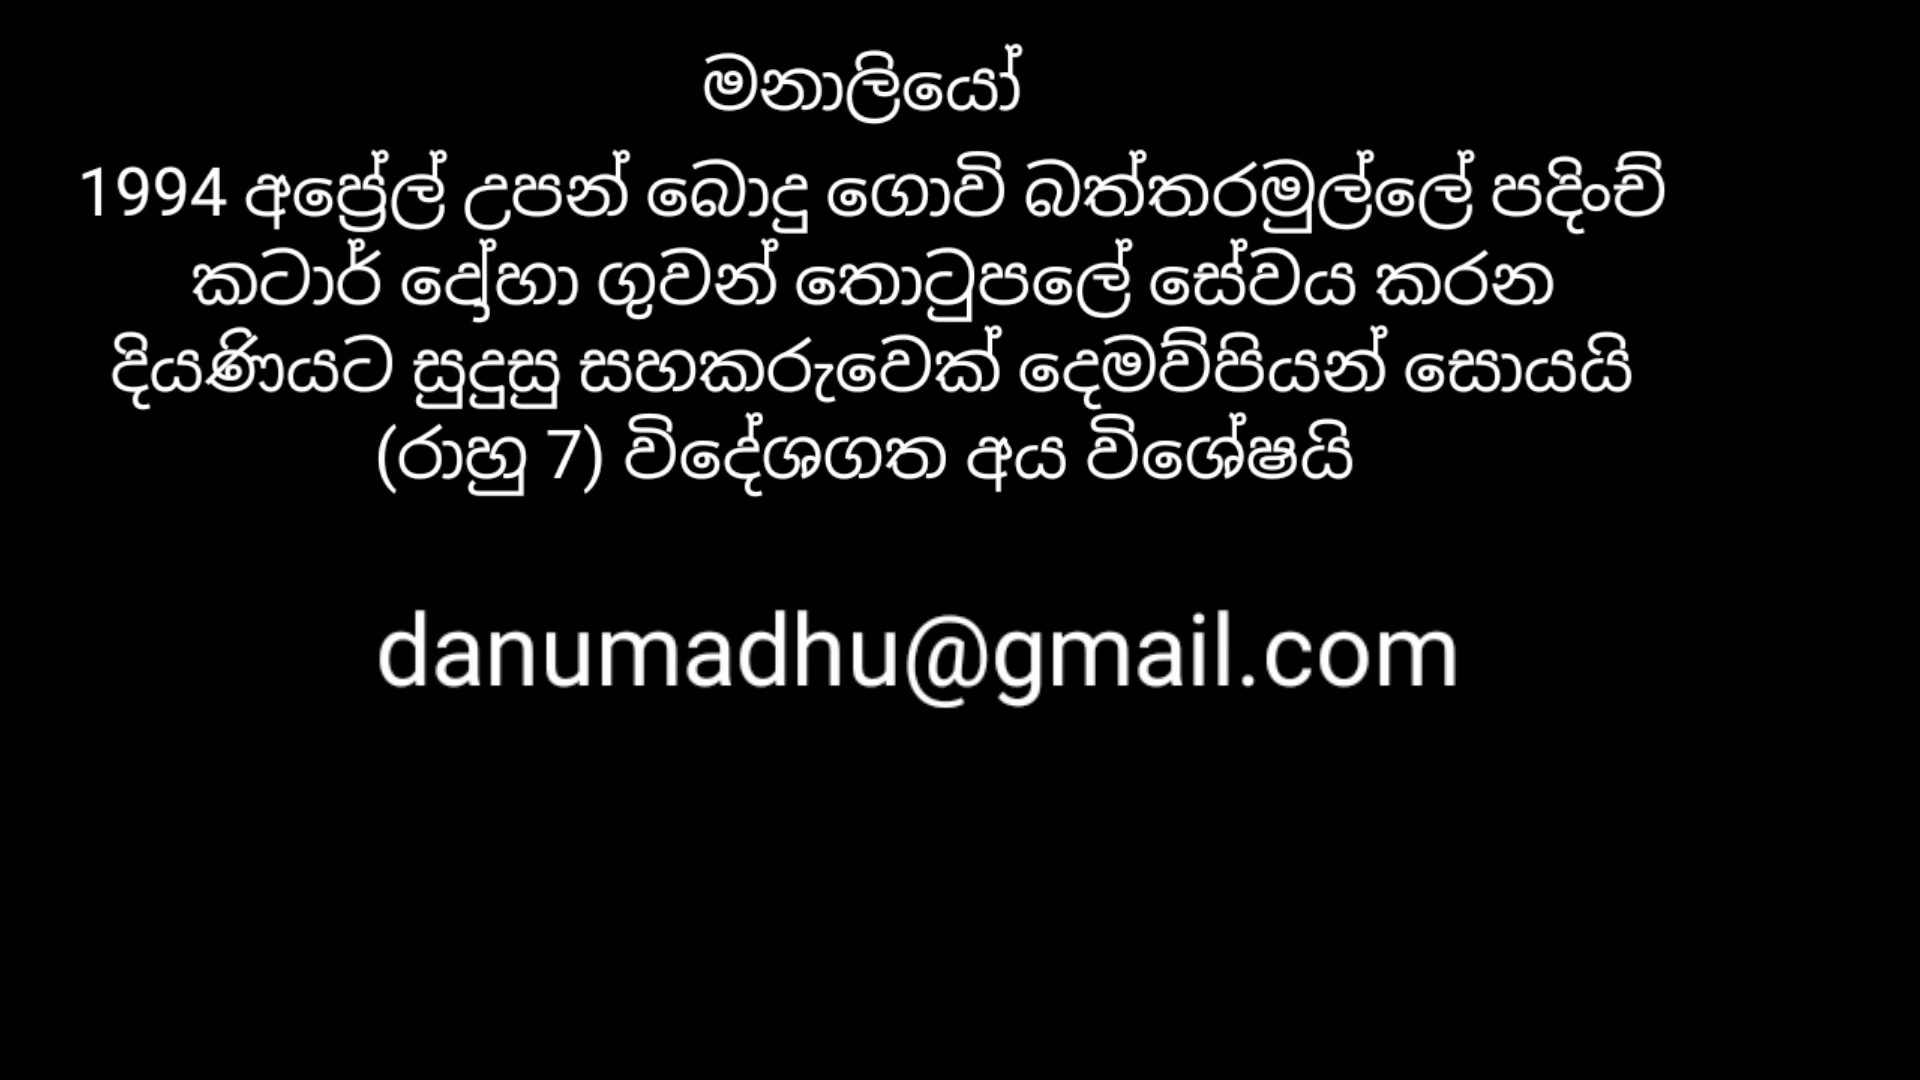 මනාලියෝ
1994 අප්‍රේල් උපන් බොදු ගොවි බත්තරමුල්ලේ පදිංච්
කටාර් දෝහා ගුවන් තොටුපලේ සේවය කරන
දියණියට සුදුසු සහකරුවෙක් දෙමව්පියන් සොයයි
(රාහු 7) විදේශගත අය විශේෂයි
danumadhu@gmail.com